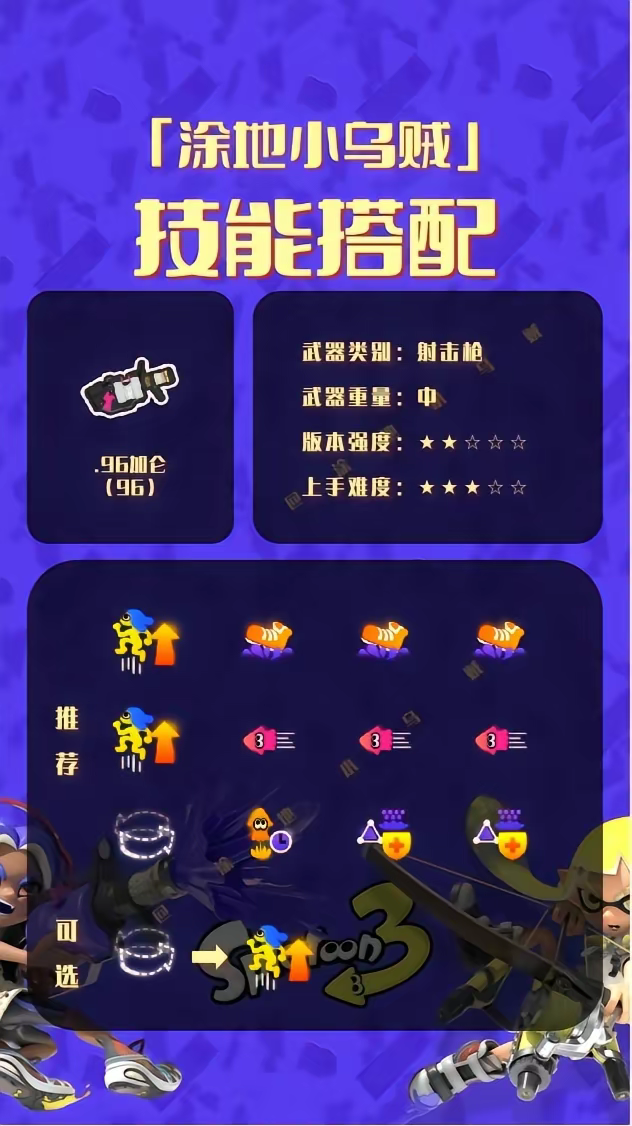 「涂地小乌贼」
技能搭配
.96加仑
(96)
武器类别：射击枪
武器重量：中
版本强度：★★☆☆☆
上手难度：★★★☆☆
推荐
可选
Splatoon
3